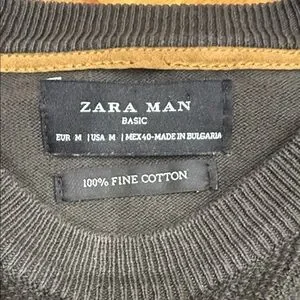 ZARA MAN
BASIC
EUR M | USA M | MEX40-MADE IN BULGARIA
100% FINE COTTON